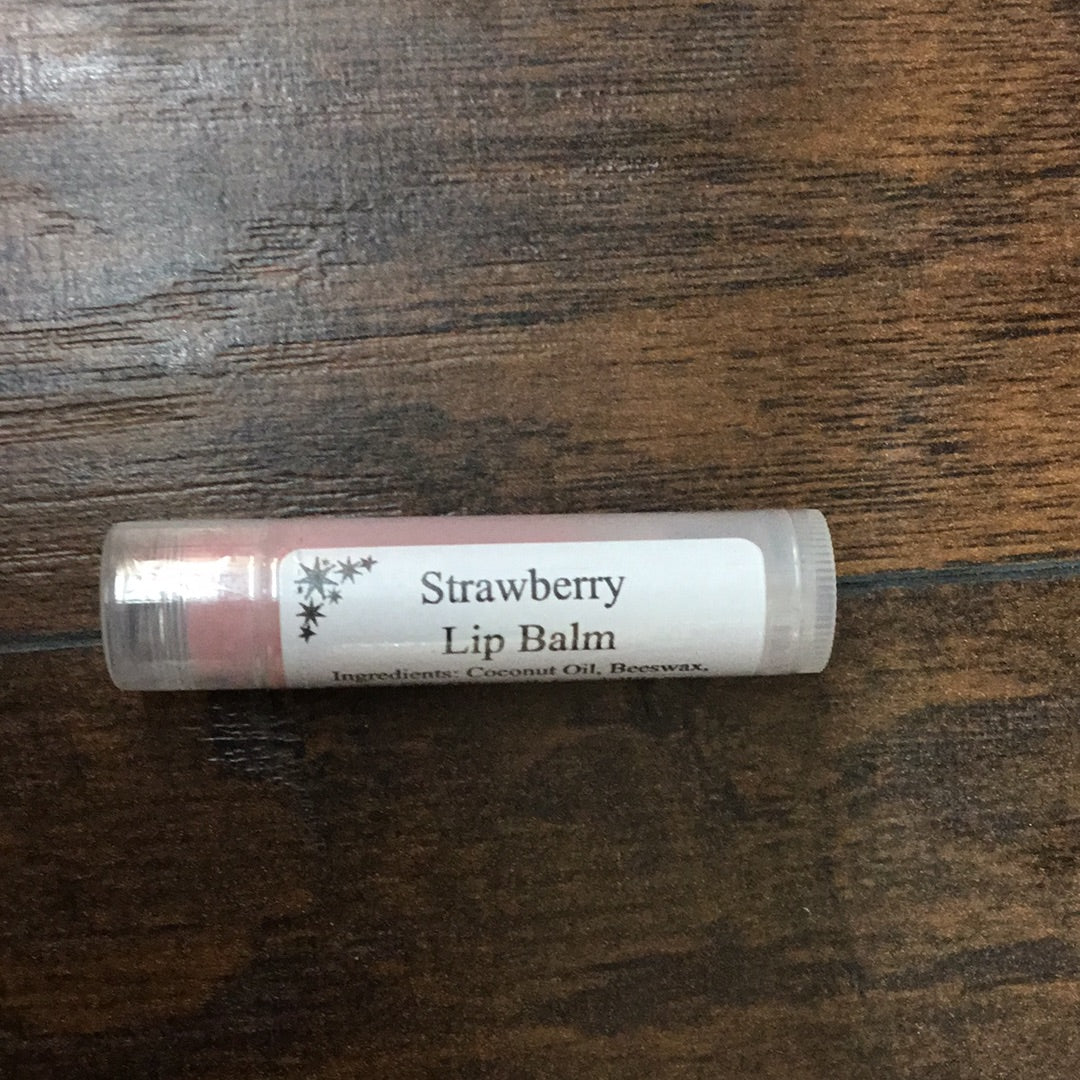 Strawberry
Lip Balm
Ingredients: Coconut Oil, Beeswax,